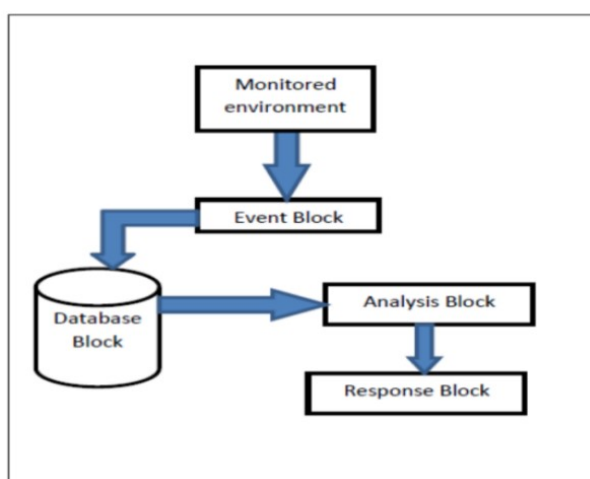 Monitored
environment
Event Block
Database
Block
Analysis Block
Response Block